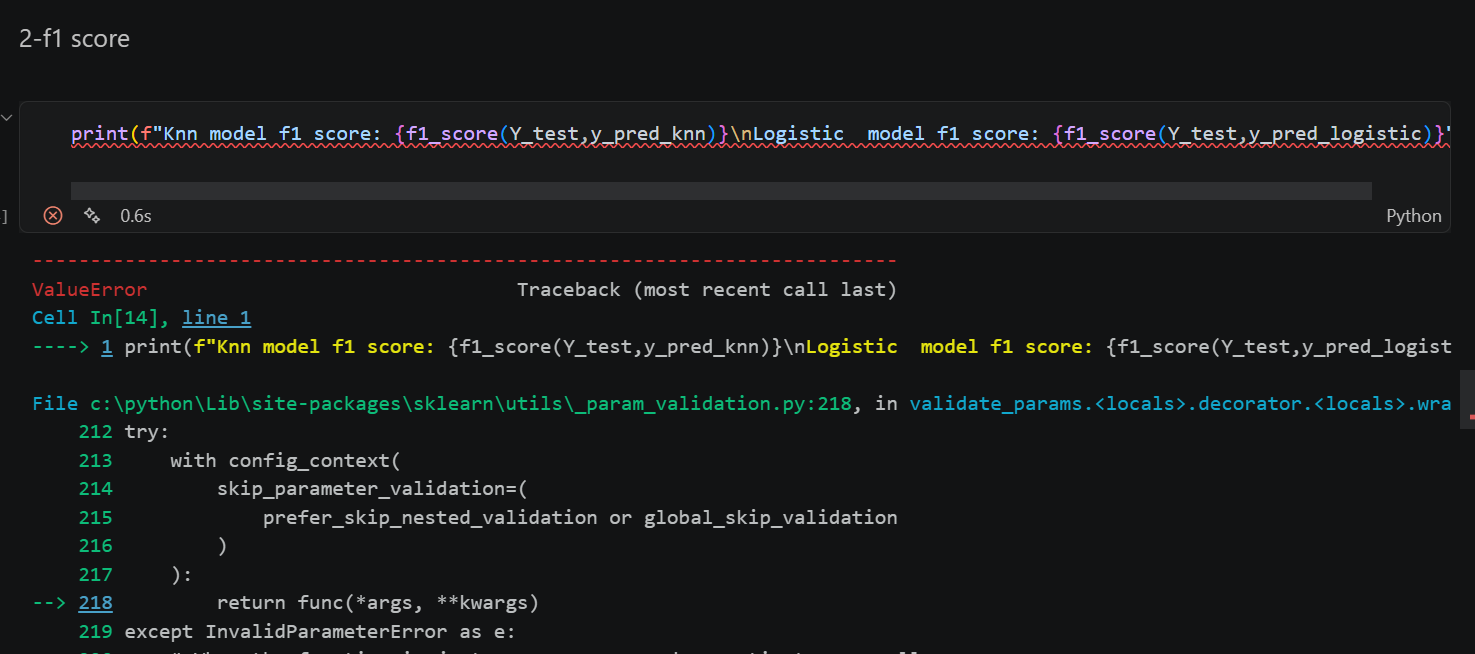 2-f1 score
print(f"Knn model f1 score: {f1_score(Y_test,y_pred_knn)}\nLogistic  model f1 score: {f1_score(Y_test,y_pred_logistic)}"
] 0.6s Python
---------------------------------------------------------------------------
ValueError                                Traceback (most recent call last)
Cell In[14], line 1
----> 1 print(f"Knn model f1 score: {f1_score(Y_test,y_pred_knn)}\nLogistic  model f1 score: {f1_score(Y_test,y_pred_logist
File c:\python\Lib\site-packages\sklearn\utils\_param_validation.py:218, in validate_params.<locals>.decorator.<locals>.wra
    212 try:
    213     with config_context(
    214         skip_parameter_validation=(
    215             prefer_skip_nested_validation or global_skip_validation
    216         )
    217     ):
--> 218         return func(*args, **kwargs)
    219 except InvalidParameterError as e: